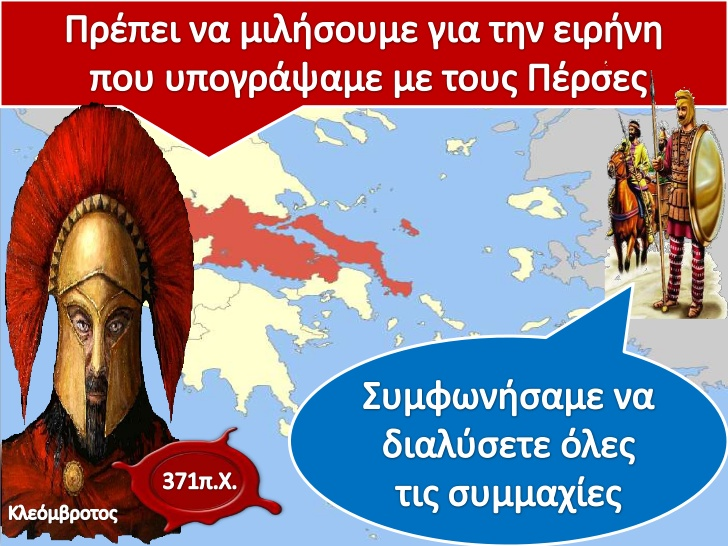 Πρέπει να μιλήσουμε για την ειρήνη
που υπογράψαμε με τους Πέρσες
Συμφωνήσαμε να
διαλύσετε όλες
τις συμμαχίες
371π.Χ.
Κλεόμβροτος